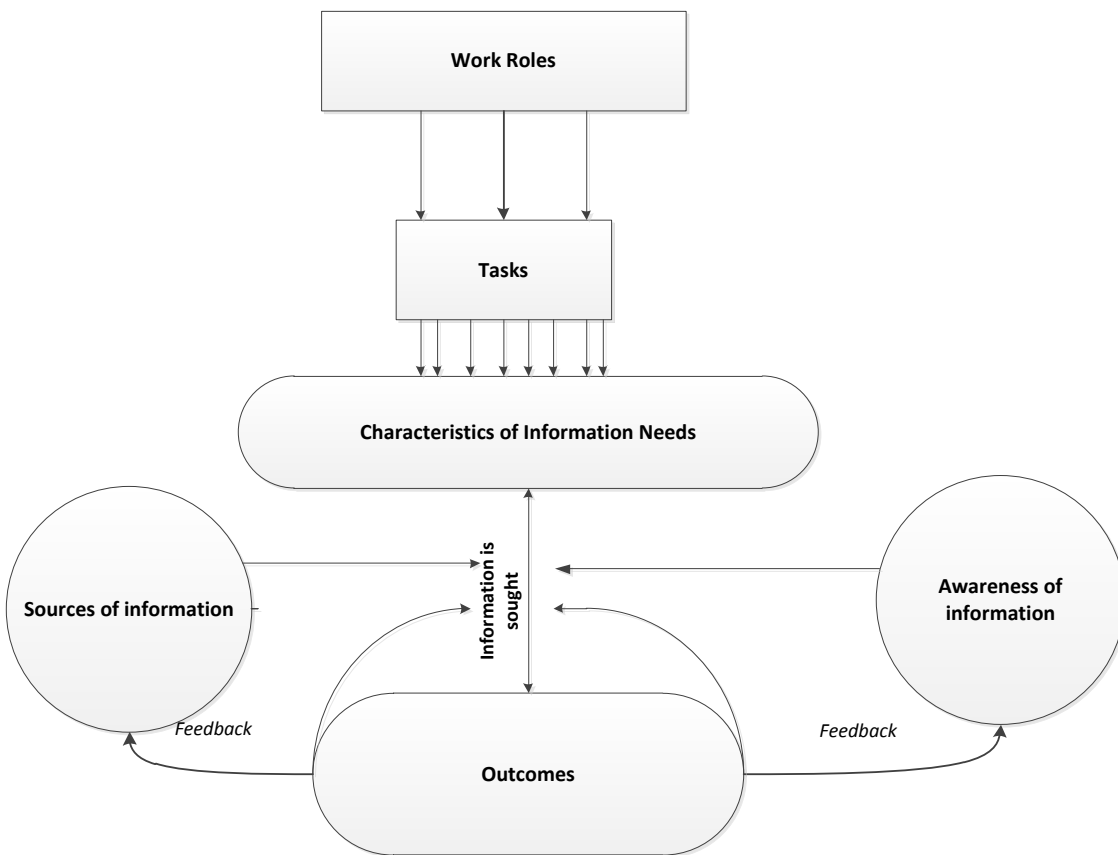 Work Roles
Tasks
Characteristics of Information Needs
Sources of information
Information is
sought
Awareness of
information
Feedback
Feedback
Outcomes